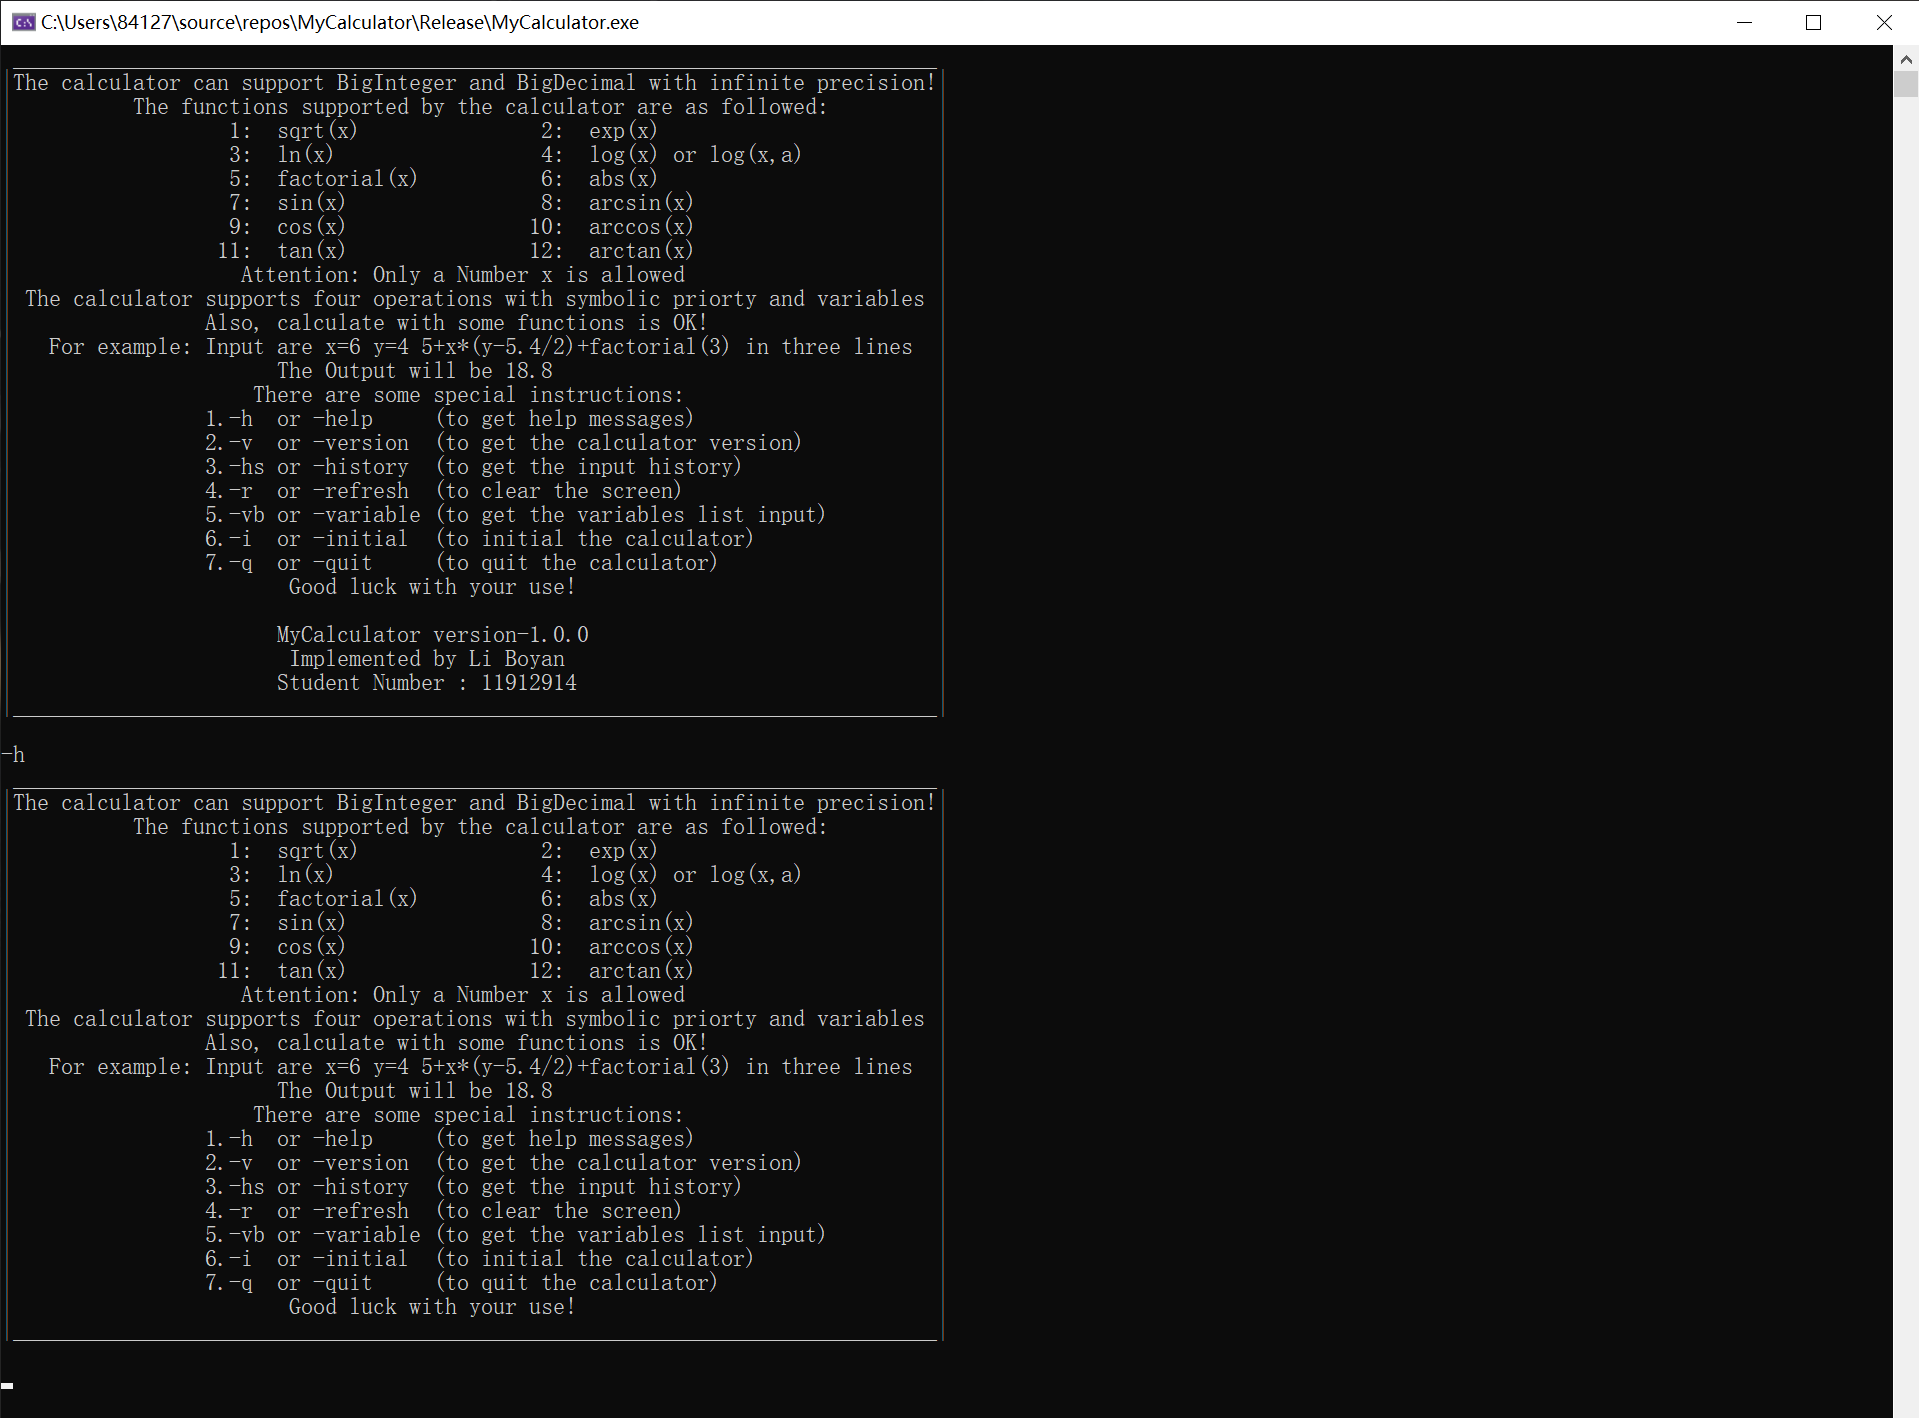 C:\Users\84127\source\repos\MyCalculator\Release\MyCalculator.exe
The calculator can support BigInteger and BigDecimal with infinite precision!
The functions supported by the calculator are as followed:
1: sqrt(x) 2: exp(x)
3: ln(x) 4: log(x) or log(x,a)
5: factorial(x) 6: abs(x)
7: sin(x) 8: arcsin(x)
9: cos(x) 10: arccos(x)
11: tan(x) 12: arctan(x)
Attention: Only a Number x is allowed
The calculator supports four operations with symbolic priorty and variables
Also, calculate with some functions is OK!
For example: Input are x=6 y=4 5+x*(y-5.4/2)+factorial(3) in three lines
The Output will be 18.8
There are some special instructions:
1.-h or -help (to get help messages)
2.-v or -version (to get the calculator version)
3.-hs or -history (to get the input history)
4.-r or -refresh (to clear the screen)
5.-vb or -variable (to get the variables list input)
6.-i or -initial (to initial the calculator)
7.-q or -quit (to quit the calculator)
Good luck with your use!
MyCalculator version-1.0.0
Implemented by Li Boyan
Student Number : 11912914
-h
The calculator can support BigInteger and BigDecimal with infinite precision!
The functions supported by the calculator are as followed:
1: sqrt(x) 2: exp(x)
3: ln(x) 4: log(x) or log(x,a)
5: factorial(x) 6: abs(x)
7: sin(x) 8: arcsin(x)
9: cos(x) 10: arccos(x)
11: tan(x) 12: arctan(x)
Attention: Only a Number x is allowed
The calculator supports four operations with symbolic priorty and variables
Also, calculate with some functions is OK!
For example: Input are x=6 y=4 5+x*(y-5.4/2)+factorial(3) in three lines
The Output will be 18.8
There are some special instructions:
1.-h or -help (to get help messages)
2.-v or -version (to get the calculator version)
3.-hs or -history (to get the input history)
4.-r or -refresh (to clear the screen)
5.-vb or -variable (to get the variables list input)
6.-i or -initial (to initial the calculator)
7.-q or -quit (to quit the calculator)
Good luck with your use!